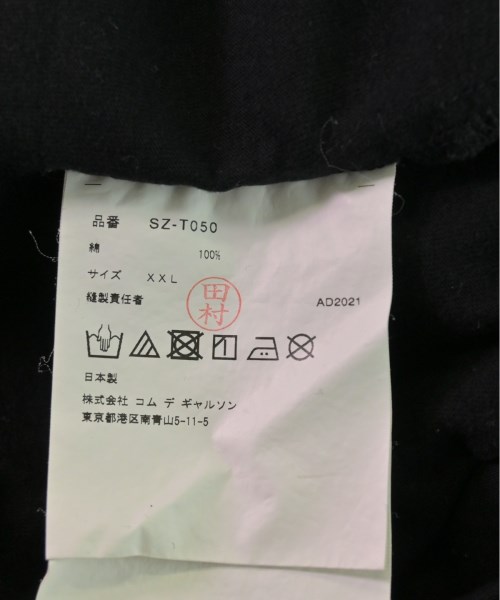 品番 SZ-T050
綿 100%
サイズ XXL
縫製責任者 田村 AD2021
日本製
株式会社 コム デ ギャルソン
東京都港区南青山5-11-5